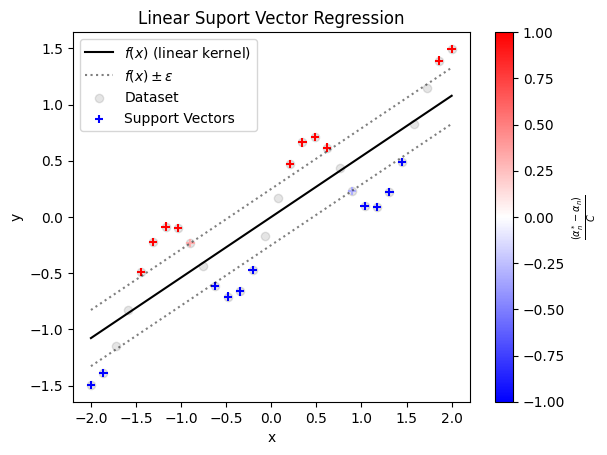 Linear Suport Vector Regression
f(x) (linear kernel)
f(x) ± ε
Dataset
Support Vectors
1.5
1.0
0.5
0.0
−0.5
−1.0
−1.5
y
−2.0 −1.5 −1.0 −0.5 0.0 0.5 1.0 1.5 2.0
x
1.00
0.75
0.50
0.25
0.00
−0.25
−0.50
−0.75
−1.00
(α*ₙ − αₙ)
C